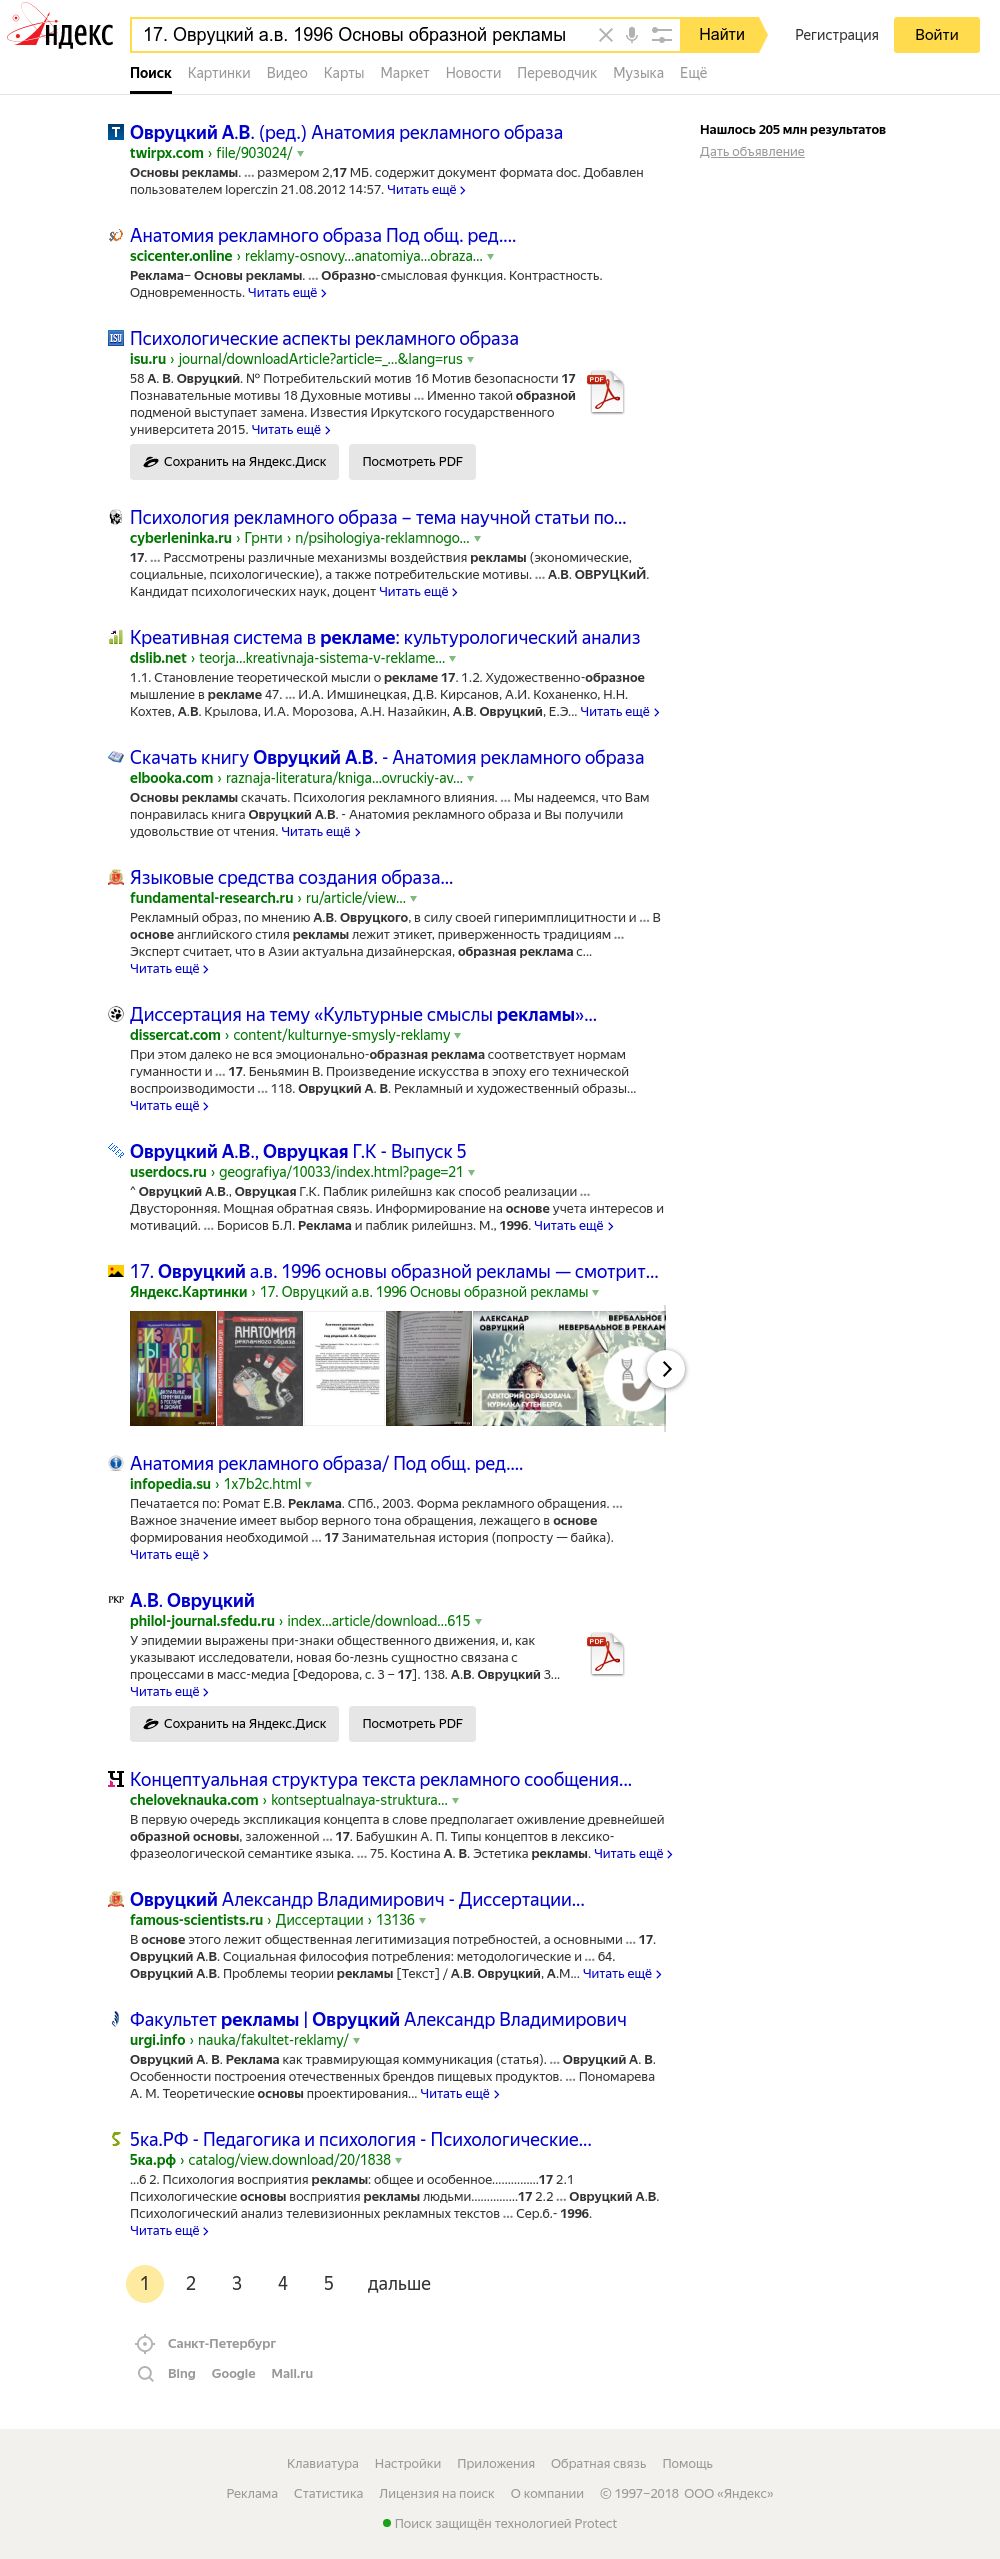 Яндекс
17. Овруцкий а.в. 1996 Основы образной рекламы
Найти
Регистрация
Войти
Поиск Картинки Видео Карты Маркет Новости Переводчик Музыка Ещё
Нашлось 205 млн результатов
Дать объявление
Овруцкий А.В. (ред.) Анатомия рекламного образа
twirpx.com › file/903024/
Основы рекламы. ... размером 2,17 МБ. содержит документ формата doc. Добавлен
пользователем loperczin 21.08.2012 14:57. Читать ещё ›
Анатомия рекламного образа Под общ. ред....
scicenter.online › reklamy-osnovy...anatomiya...obraza...
Реклама– Основы рекламы. ... Образно-смысловая функция. Контрастность.
Одновременность. Читать ещё ›
Психологические аспекты рекламного образа
isu.ru › journal/downloadArticle?article=_...&lang=rus
58 А. В. Овруцкий. № Потребительский мотив 16 Мотив безопасности 17
Познавательные мотивы 18 Духовные мотивы ... Именно такой образной
подменой выступает замена. Известия Иркутского государственного
университета 2015. Читать ещё ›
PDF
Сохранить на Яндекс.Диск Посмотреть PDF
Психология рекламного образа – тема научной статьи по...
cyberleninka.ru › Грнти › n/psihologiya-reklamnogo...
17. ... Рассмотрены различные механизмы воздействия рекламы (экономические,
социальные, психологические), а также потребительские мотивы. ... А.В. ОВРУЦКиЙ.
Кандидат психологических наук, доцент Читать ещё ›
Креативная система в рекламе: культурологический анализ
dslib.net › teorja...kreativnaja-sistema-v-reklame...
1.1. Становление теоретической мысли о рекламе 17. 1.2. Художественно-образное
мышление в рекламе 47. ... И.А. Имшинецкая, Д.В. Кирсанов, А.И. Коханенко, Н.Н.
Кохтев, А.В. Крылова, И.А. Морозова, А.Н. Назайкин, А.В. Овруцкий, Е.Э... Читать ещё ›
Скачать книгу Овруцкий А.В. - Анатомия рекламного образа
elbooka.com › raznaja-literatura/kniga...ovruckiy-av...
Основы рекламы скачать. Психология рекламного влияния. ... Мы надеемся, что Вам
понравилась книга Овруцкий А.В. - Анатомия рекламного образа и Вы получили
удовольствие от чтения. Читать ещё ›
Языковые средства создания образа...
fundamental-research.ru › ru/article/view...
Рекламный образ, по мнению А.В. Овруцкого, в силу своей гиперимплицитности и ... В
основе английского стиля рекламы лежит этикет, приверженность традициям ...
Эксперт считает, что в Азии актуальна дизайнерская, образная реклама с...
Читать ещё ›
Диссертация на тему «Культурные смыслы рекламы»...
dissercat.com › content/kulturnye-smysly-reklamy
При этом далеко не вся эмоционально-образная реклама соответствует нормам
гуманности и ... 17. Беньямин В. Произведение искусства в эпоху его технической
воспроизводимости ... 118. Овруцкий А. В. Рекламный и художественный образы...
Читать ещё ›
Овруцкий А.В., Овруцкая Г.К - Выпуск 5
userdocs.ru › geografiya/10033/index.html?page=21
^ Овруцкий А.В., Овруцкая Г.К. Паблик рилейшнз как способ реализации ...
Двусторонняя. Мощная обратная связь. Информирование на основе учета интересов и
мотиваций. ... Борисов Б.Л. Реклама и паблик рилейшнз. М., 1996. Читать ещё ›
17. Овруцкий а.в. 1996 основы образной рекламы — смотрит...
Яндекс.Картинки › 17. Овруцкий а.в. 1996 Основы образной рекламы
АНАТОМИЯ
рекламного образа
АЛЕКСАНДР
ОВРУЦКИЙ
ВЕРБАЛЬНОЕ
НЕВЕРБАЛЬНОЕ В РЕКЛАМ
ЛЕКТОРИЙ ОБРАЗОВАЧА
КУРИЛКА ГУТЕНБЕРГА
Анатомия рекламного образа/ Под общ. ред....
infopedia.su › 1x7b2c.html
Печатается по: Ромат Е.В. Реклама. СПб., 2003. Форма рекламного обращения. ...
Важное значение имеет выбор верного тона обращения, лежащего в основе
формирования необходимой ... 17 Занимательная история (попросту — байка).
Читать ещё ›
РКР
А.В. Овруцкий
philol-journal.sfedu.ru › index...article/download...615
У эпидемии выражены при-знаки общественного движения, и, как
указывают исследователи, новая бо-лезнь сущностно связана с
процессами в масс-медиа [Федорова, с. 3 – 17]. 138. А.В. Овруцкий З...
Читать ещё ›
PDF
Сохранить на Яндекс.Диск Посмотреть PDF
Концептуальная структура текста рекламного сообщения...
cheloveknauka.com › kontseptualnaya-struktura...
В первую очередь экспликация концепта в слове предполагает оживление древнейшей
образной основы, заложенной ... 17. Бабушкин А. П. Типы концептов в лексико-
фразеологической семантике языка. ... 75. Костина А. В. Эстетика рекламы. Читать ещё ›
Овруцкий Александр Владимирович - Диссертации...
famous-scientists.ru › Диссертации › 13136
В основе этого лежит общественная легитимизация потребностей, а основными ... 17.
Овруцкий А.В. Социальная философия потребления: методологические и ... 64.
Овруцкий А.В. Проблемы теории рекламы [Текст] / А.В. Овруцкий, А.М... Читать ещё ›
Факультет рекламы | Овруцкий Александр Владимирович
urgi.info › nauka/fakultet-reklamy/
Овруцкий А. В. Реклама как травмирующая коммуникация (статья). ... Овруцкий А. В.
Особенности построения отечественных брендов пищевых продуктов. ... Пономарева
А. М. Теоретические основы проектирования... Читать ещё ›
5ка.РФ - Педагогика и психология - Психологические...
5ка.рф › catalog/view.download/20/1838
...6 2. Психология восприятия рекламы: общее и особенное...............17 2.1
Психологические основы восприятия рекламы людьми...............17 2.2 ... Овруцкий А.В.
Психологический анализ телевизионных рекламных текстов ... Сер.6.- 1996.
Читать ещё ›
1 2 3 4 5 дальше
Санкт-Петербург
Bing Google Mail.ru
Клавиатура Настройки Приложения Обратная связь Помощь
Реклама Статистика Лицензия на поиск О компании © 1997–2018 ООО «Яндекс»
Поиск защищён технологией Protect